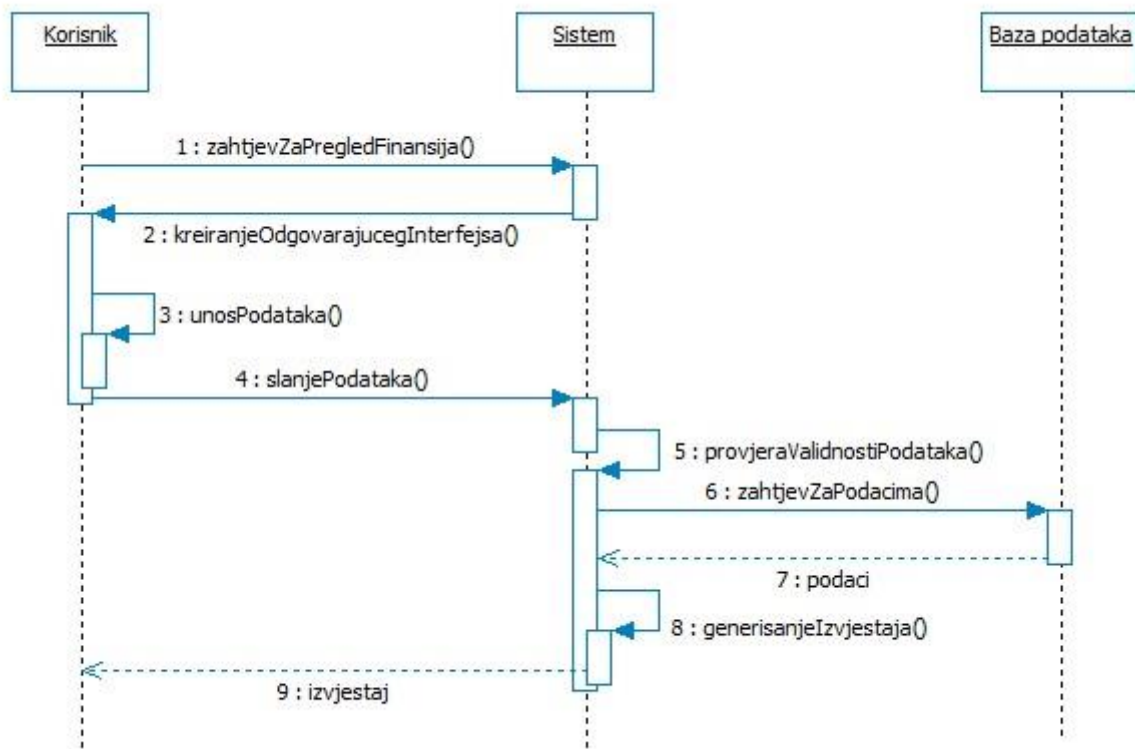 Korisnik
Sistem
Baza podataka
1 : zahtjevZaPregledFinansija()
2 : kreiranjeOdgovarajucegInterfejsa()
3 : unosPodataka()
4 : slanjePodataka()
5 : provjeraValidnostiPodataka()
6 : zahtjevZaPodacima()
7 : podaci
8 : generisanjeIzvjestaja()
9 : izvjestaj